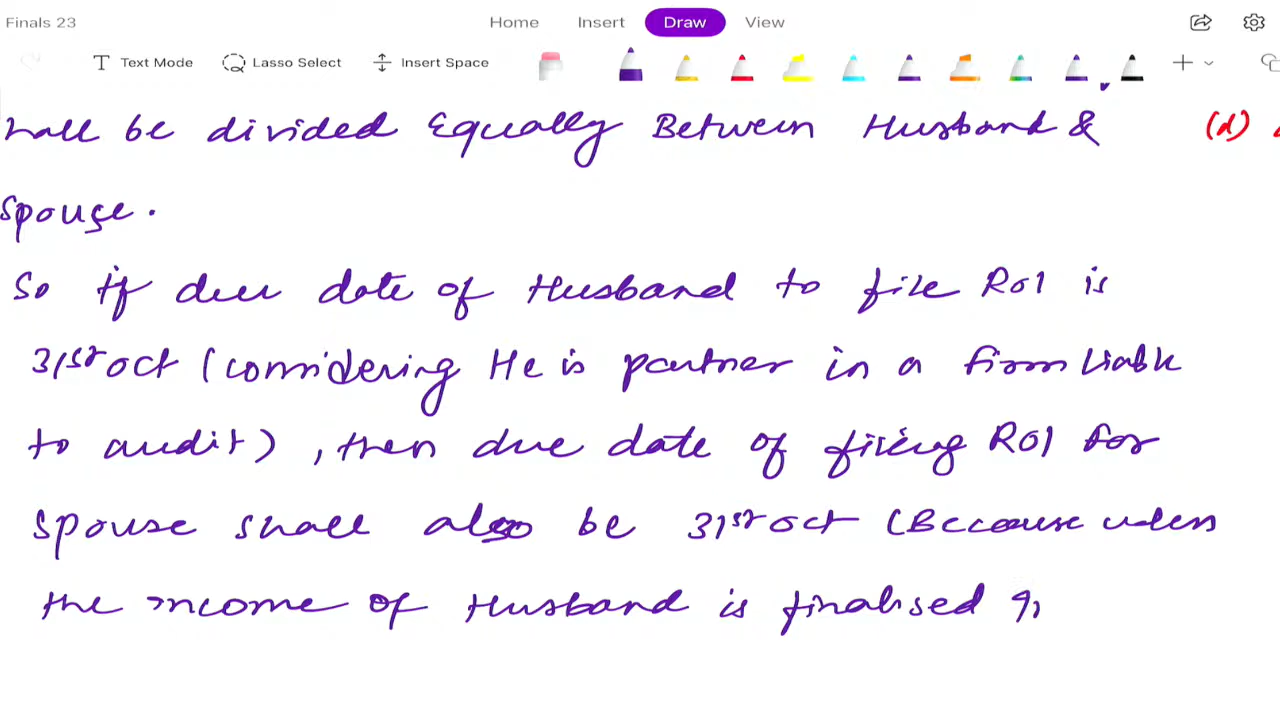 Finals 23
Home Insert Draw View
Text Mode Lasso Select Insert Space
hall be divided Equally Between Husband & (d)
Spouse.
So if due date of Husband to file ROI is
31st oct (considering He is partner in a firm liable
to audit), then due date of filing ROI for
spouse shall also be 31st oct (Because unless
the income of Husband is finalised